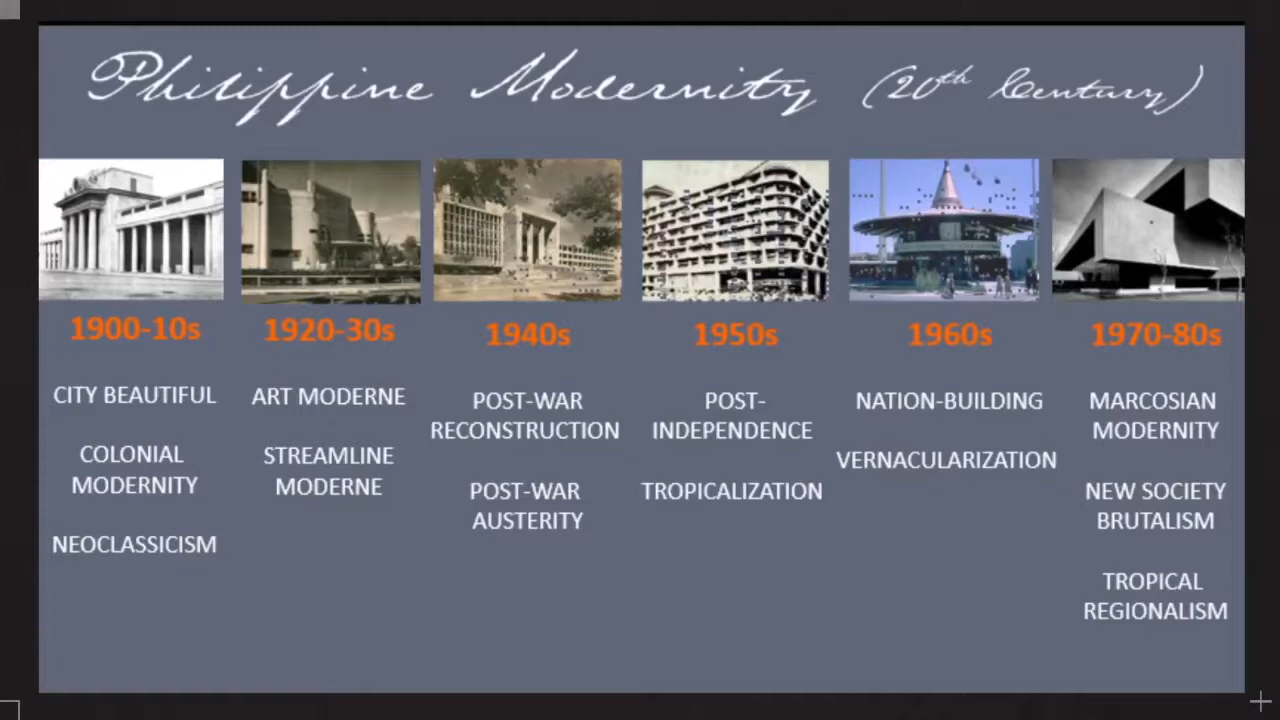 Philippine Modernity (20th Century)
1900-10s
CITY BEAUTIFUL
COLONIAL
MODERNITY
NEOCLASSICISM
1920-30s
ART MODERNE
STREAMLINE
MODERNE
1940s
POST-WAR
RECONSTRUCTION
POST-WAR
AUSTERITY
1950s
POST-
INDEPENDENCE
TROPICALIZATION
1960s
NATION-BUILDING
VERNACULARIZATION
1970-80s
MARCOSIAN
MODERNITY
NEW SOCIETY
BRUTALISM
TROPICAL
REGIONALISM